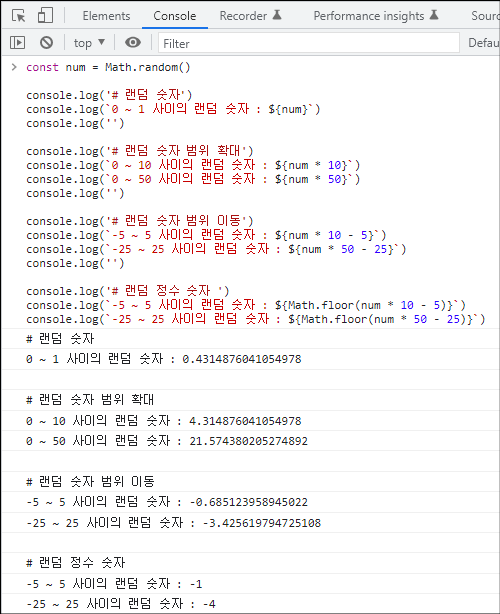 Elements Console Recorder Performance insights Sour
top Filter Defau
> const num = Math.random()
console.log('# 랜덤 숫자')
console.log(`0 ~ 1 사이의 랜덤 숫자 : ${num}`)
console.log('')
console.log('# 랜덤 숫자 범위 확대')
console.log(`0 ~ 10 사이의 랜덤 숫자 : ${num * 10}`)
console.log(`0 ~ 50 사이의 랜덤 숫자 : ${num * 50}`)
console.log('')
console.log('# 랜덤 숫자 범위 이동')
console.log(`-5 ~ 5 사이의 랜덤 숫자 : ${num * 10 - 5}`)
console.log(`-25 ~ 25 사이의 랜덤 숫자 : ${num * 50 - 25}`)
console.log('')
console.log('# 랜덤 정수 숫자 ')
console.log(`-5 ~ 5 사이의 랜덤 숫자 : ${Math.floor(num * 10 - 5)}`)
console.log(`-25 ~ 25 사이의 랜덤 숫자 : ${Math.floor(num * 50 - 25)}`)
# 랜덤 숫자
0 ~ 1 사이의 랜덤 숫자 : 0.4314876041054978
# 랜덤 숫자 범위 확대
0 ~ 10 사이의 랜덤 숫자 : 4.314876041054978
0 ~ 50 사이의 랜덤 숫자 : 21.574380205274892
# 랜덤 숫자 범위 이동
-5 ~ 5 사이의 랜덤 숫자 : -0.685123958945022
-25 ~ 25 사이의 랜덤 숫자 : -3.425619794725108
# 랜덤 정수 숫자
-5 ~ 5 사이의 랜덤 숫자 : -1
-25 ~ 25 사이의 랜덤 숫자 : -4